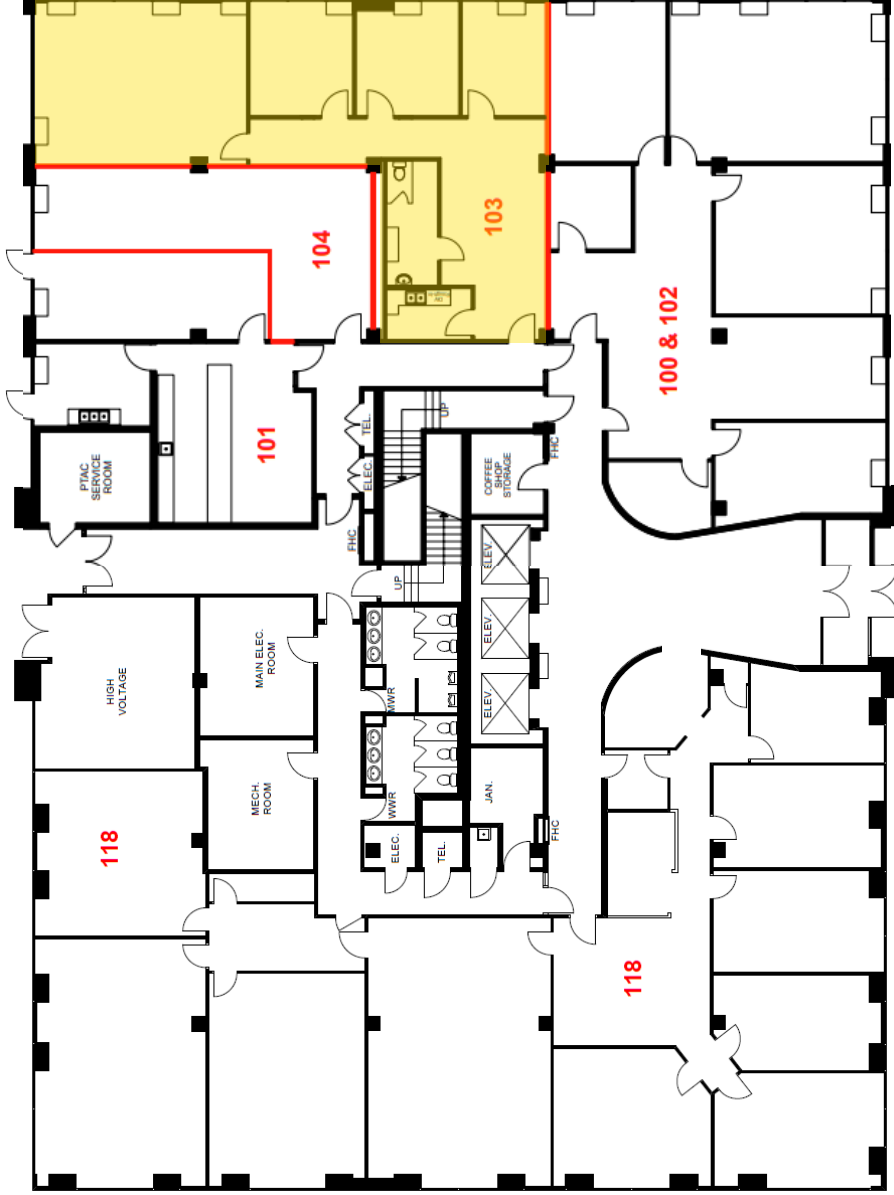 103
104
100 & 102
101
UP
TEL.
ELEC.
FHC
COFFEE
SHOP
STORAGE
PTAC
SERVICE
ROOM
FHC
UP
ELEV.
ELEV.
ELEV.
HIGH
VOLTAGE
MAIN ELEC.
ROOM
MWR
MECH.
ROOM
WWR
JAN.
118
ELEC.
TEL.
FHC
118